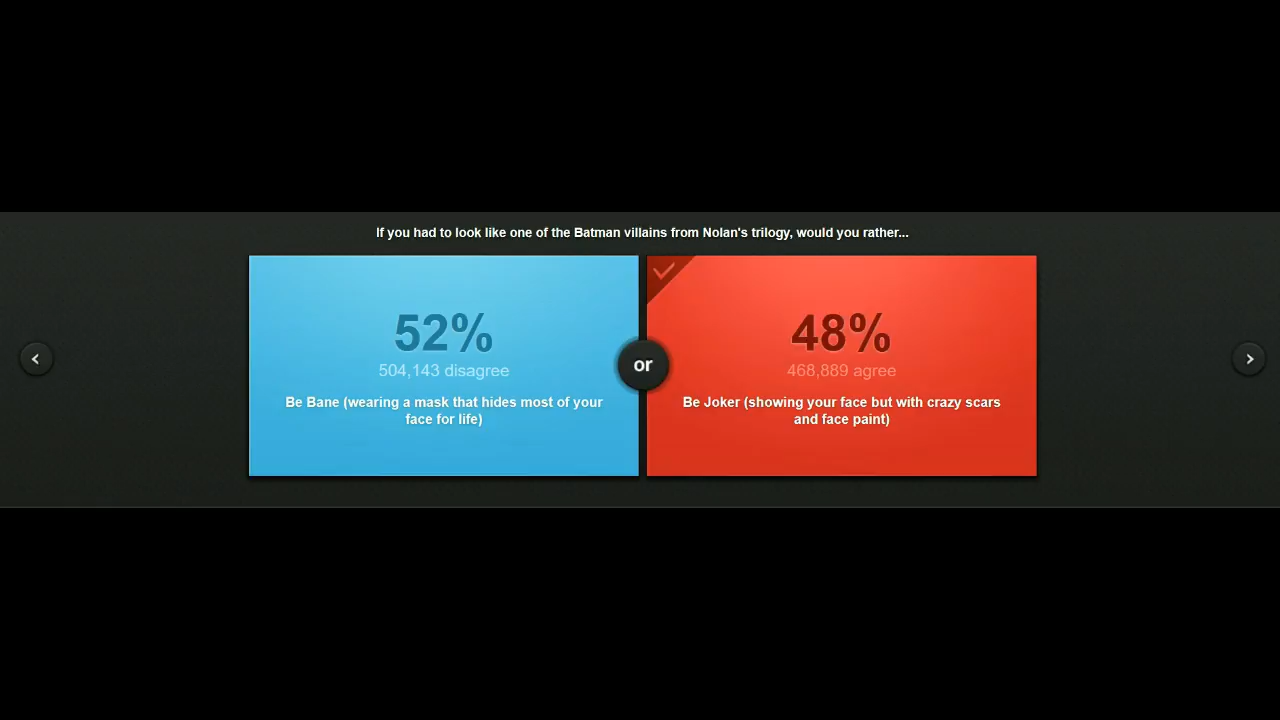 If you had to look like one of the Batman villains from Nolan's trilogy, would you rather...
52%
504,143 disagree
Be Bane (wearing a mask that hides most of your
face for life)
or
48%
468,889 agree
Be Joker (showing your face but with crazy scars
and face paint)